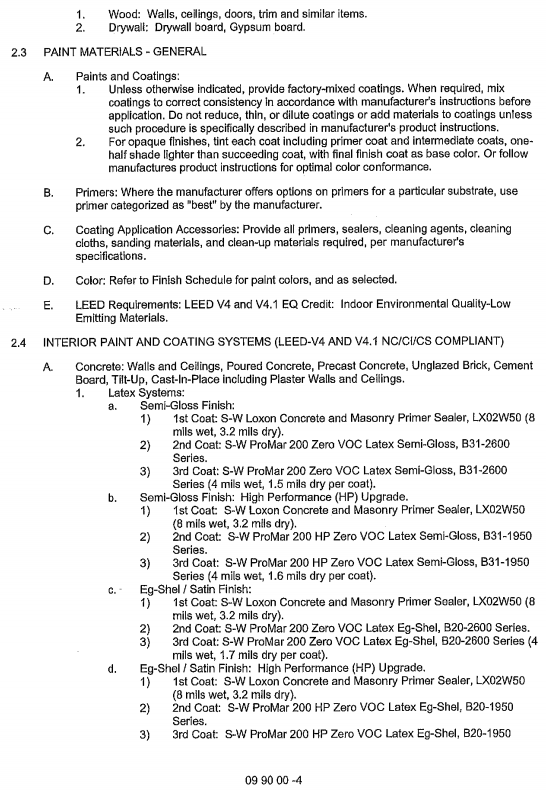 1. Wood: Walls, ceilings, doors, trim and similar items.
2. Drywall: Drywall board, Gypsum board.
2.3 PAINT MATERIALS - GENERAL
A. Paints and Coatings:
1. Unless otherwise indicated, provide factory-mixed coatings. When required, mix
coatings to correct consistency in accordance with manufacturer's instructions before
application. Do not reduce, thin, or dilute coatings or add materials to coatings unless
such procedure is specifically described in manufacturer's product instructions.
2. For opaque finishes, tint each coat including primer coat and intermediate coats, one-
half shade lighter than succeeding coat, with final finish coat as base color. Or follow
manufactures product instructions for optimal color conformance.
B. Primers: Where the manufacturer offers options on primers for a particular substrate, use
primer categorized as "best" by the manufacturer.
C. Coating Application Accessories: Provide all primers, sealers, cleaning agents, cleaning
cloths, sanding materials, and clean-up materials required, per manufacturer's
specifications.
D. Color: Refer to Finish Schedule for paint colors, and as selected.
E. LEED Requirements: LEED V4 and V4.1 EQ Credit: Indoor Environmental Quality-Low
Emitting Materials.
2.4 INTERIOR PAINT AND COATING SYSTEMS (LEED-V4 AND V4.1 NC/CI/CS COMPLIANT)
A. Concrete: Walls and Ceilings, Poured Concrete, Precast Concrete, Unglazed Brick, Cement
Board, Tilt-Up, Cast-In-Place including Plaster Walls and Ceilings.
1. Latex Systems:
a. Semi-Gloss Finish:
1) 1st Coat: S-W Loxon Concrete and Masonry Primer Sealer, LX02W50 (8
mils wet, 3.2 mils dry).
2) 2nd Coat: S-W ProMar 200 Zero VOC Latex Semi-Gloss, B31-2600
Series.
3) 3rd Coat: S-W ProMar 200 Zero VOC Latex Semi-Gloss, B31-2600
Series (4 mils wet, 1.5 mils dry per coat).
b. Semi-Gloss Finish: High Performance (HP) Upgrade.
1) 1st Coat: S-W Loxon Concrete and Masonry Primer Sealer, LX02W50
(8 mils wet, 3.2 mils dry).
2) 2nd Coat: S-W ProMar 200 HP Zero VOC Latex Semi-Gloss, B31-1950
Series.
3) 3rd Coat: S-W ProMar 200 HP Zero VOC Latex Semi-Gloss, B31-1950
Series (4 mils wet, 1.6 mils dry per coat).
c. Eg-Shel / Satin Finish:
1) 1st Coat: S-W Loxon Concrete and Masonry Primer Sealer, LX02W50 (8
mils wet, 3.2 mils dry).
2) 2nd Coat: S-W ProMar 200 Zero VOC Latex Eg-Shel, B20-2600 Series.
3) 3rd Coat: S-W ProMar 200 Zero VOC Latex Eg-Shel, B20-2600 Series (4
mils wet, 1.7 mils dry per coat).
d. Eg-Shel / Satin Finish: High Performance (HP) Upgrade.
1) 1st Coat: S-W Loxon Concrete and Masonry Primer Sealer, LX02W50
(8 mils wet, 3.2 mils dry).
2) 2nd Coat: S-W ProMar 200 HP Zero VOC Latex Eg-Shel, B20-1950
Series.
3) 3rd Coat: S-W ProMar 200 HP Zero VOC Latex Eg-Shel, B20-1950
09 90 00 -4